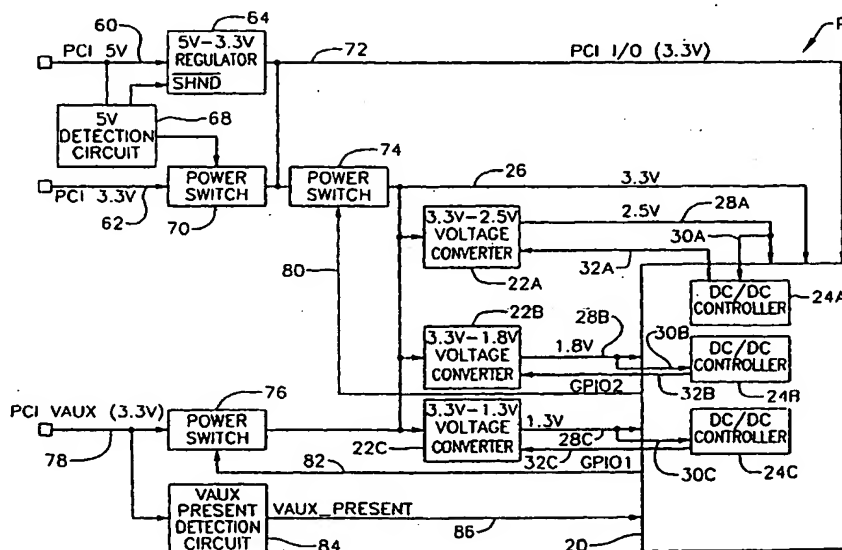 60
64
PCI 5V
5V-3.3V
REGULATOR
SHND
72
PCI I/O (3.3V)
5V
DETECTION
CIRCUIT
68
74
POWER
SWITCH
PCI 3.3V
62
70
POWER
SWITCH
26
3.3V
3.3V-2.5V
VOLTAGE
CONVERTER
2.5V
28A
30A
32A
22A
80
DC/DC
CONTROLLER
24A
22B
3.3V-1.8V
VOLTAGE
CONVERTER
1.8V
28B
30B
32B
DC/DC
CONTROLLER
24B
GPIO2
76
PCI VAUX (3.3V)
78
POWER
SWITCH
3.3V-1.3V
VOLTAGE
CONVERTER
22C
1.3V
28C
32C
30C
DC/DC
CONTROLLER
24C
82
GPIO1
VAUX
PRESENT
DETECTION
CIRCUIT
84
VAUX_PRESENT
86
20